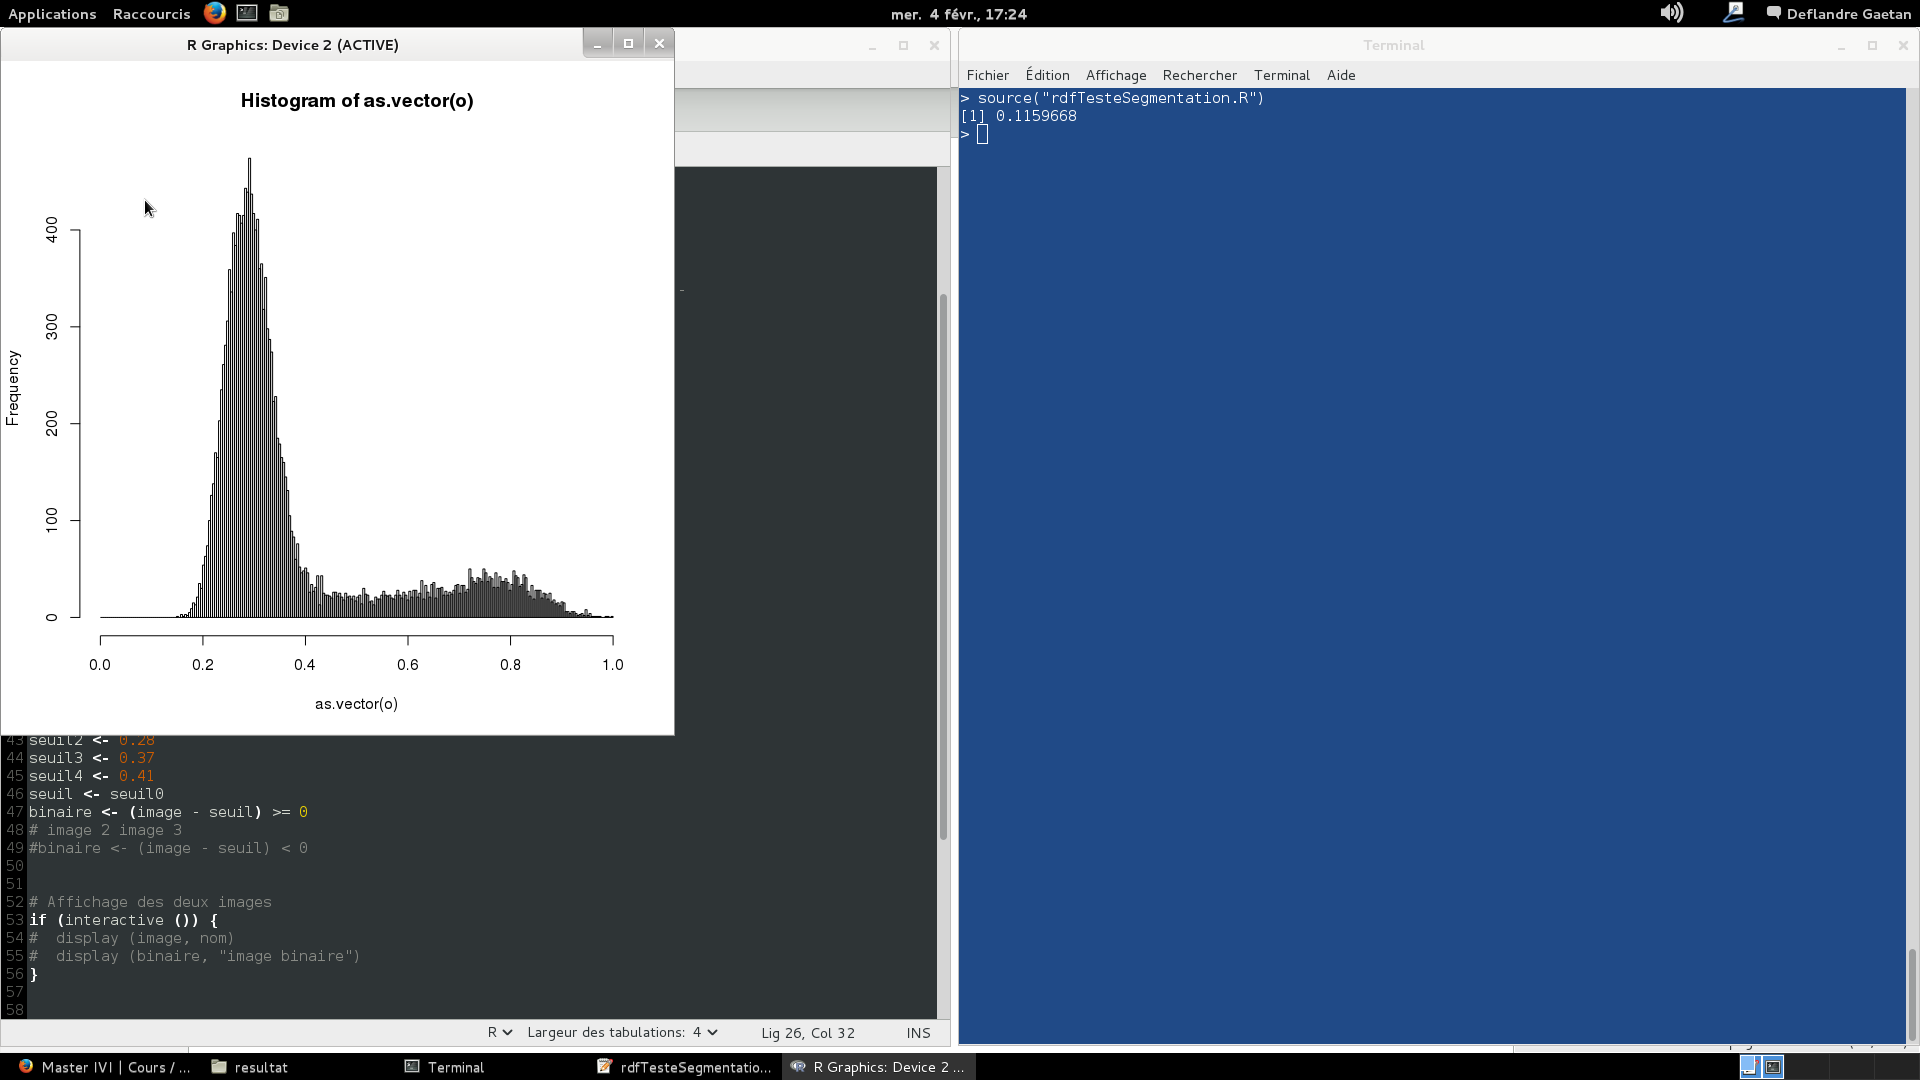 Applications Raccourcis mer. 4 févr., 17:24 Deflandre Gaetan
R Graphics: Device 2 (ACTIVE)
Histogram of as.vector(o)
Frequency
0 100 200 300 400
0.0 0.2 0.4 0.6 0.8 1.0
as.vector(o)
43 seuil2 <- 0.28
44 seuil3 <- 0.37
45 seuil4 <- 0.41
46 seuil <- seuil0
47 binaire <- (image - seuil) >= 0
48 # image 2 image 3
49 #binaire <- (image - seuil) < 0
50
51
52 # Affichage des deux images
53 if (interactive ()) {
54 #  display (image, nom)
55 #  display (binaire, "image binaire")
56 }
57
58
R Largeur des tabulations: 4 Lig 26, Col 32 INS
Terminal
Fichier Édition Affichage Rechercher Terminal Aide
> source("rdfTesteSegmentation.R")
[1] 0.1159668
>
Master IVI | Cours / ... resultat Terminal rdfTesteSegmentatio... R Graphics: Device 2 ...